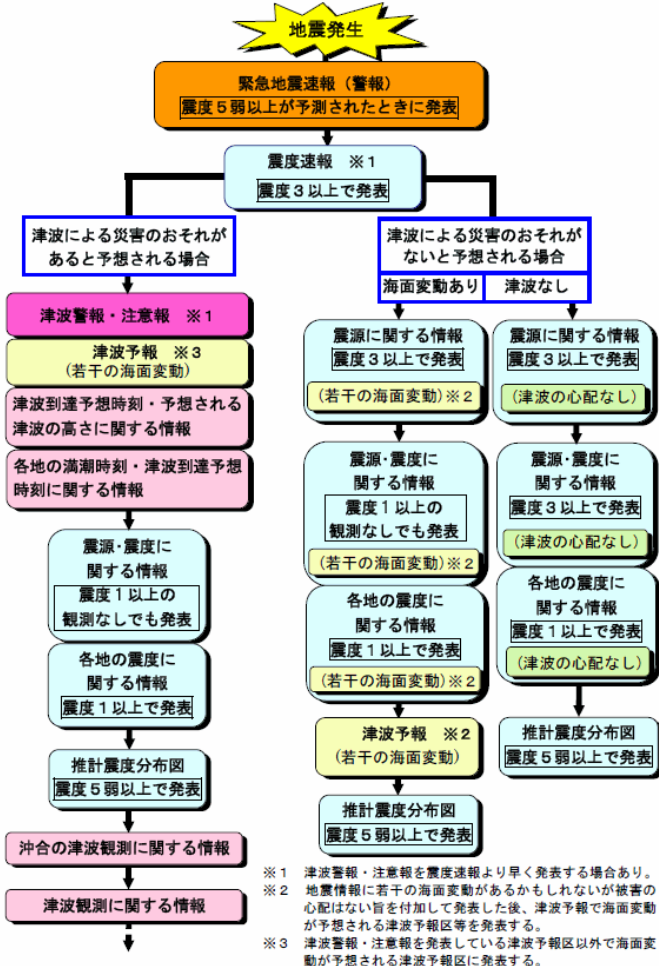 地震発生
緊急地震速報（警報）
震度５弱以上が予測されたときに発表
震度速報　※１
震度３以上で発表
津波による災害のおそれが
あると予想される場合
津波警報・注意報　※１
津波予報　※３
(若干の海面変動)
津波到達予想時刻・予想される
津波の高さに関する情報
各地の満潮時刻・津波到達予想
時刻に関する情報
震源・震度に
関する情報
震度１以上の
観測なしでも発表
各地の震度に
関する情報
震度１以上で発表
推計震度分布図
震度５弱以上で発表
沖合の津波観測に関する情報
津波観測に関する情報
津波による災害のおそれが
ないと予想される場合
海面変動あり
震源に関する情報
震度３以上で発表
(若干の海面変動)※２
震源・震度に
関する情報
震度１以上の
観測なしでも発表
(若干の海面変動)※２
各地の震度に
関する情報
震度１以上で発表
(若干の海面変動)※２
津波予報　※２
(若干の海面変動)
推計震度分布図
震度５弱以上で発表
津波なし
震源に関する情報
震度３以上で発表
(津波の心配なし)
震源・震度に
関する情報
震度３以上で発表
(津波の心配なし)
各地の震度に
関する情報
震度１以上で発表
(津波の心配なし)
推計震度分布図
震度５弱以上で発表
※１　津波警報・注意報を震度速報より早く発表する場合あり。
※２　地震情報に若干の海面変動があるかもしれないが被害の
心配はない旨を付加して発表した後、津波予報で海面変動
が予想される津波予報区等を発表する。
※３　津波警報・注意報を発表している津波予報区以外で海面変
動が予想される津波予報区に発表する。